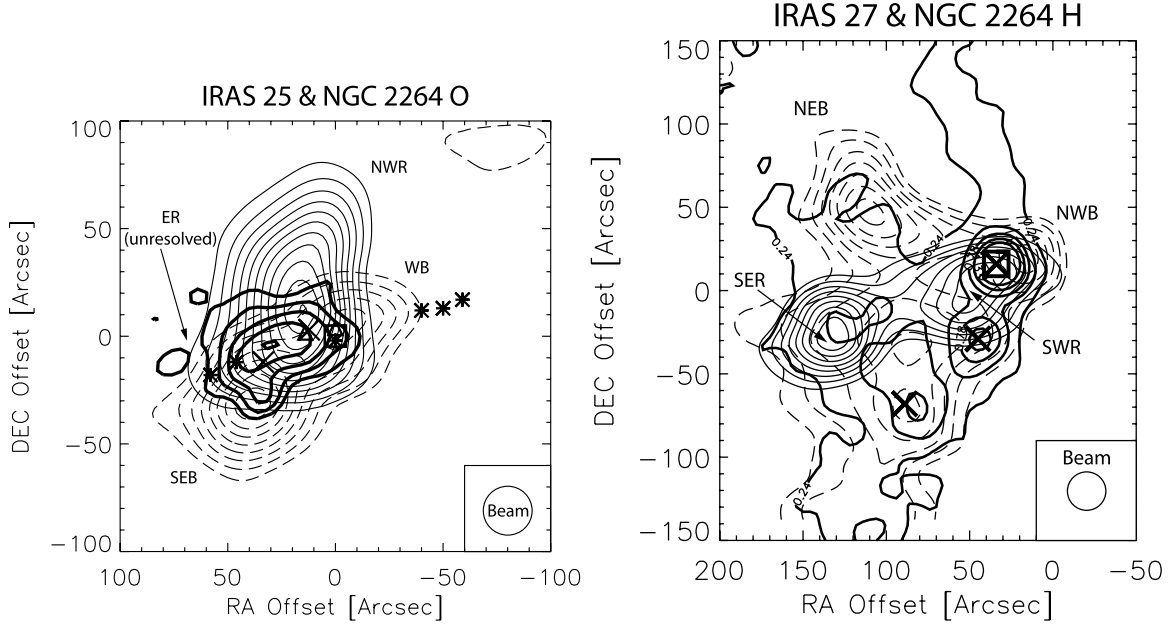 IRAS 25 & NGC 2264 O
100
50
0
−50
−100
DEC Offset [Arcsec]
NWR
ER
(unresolved)
WB
SEB
Beam
100
50
0
−50
−100
RA Offset [Arcsec]
IRAS 27 & NGC 2264 H
150
100
50
0
−50
−100
−150
DEC Offset [Arcsec]
NEB
NWB
0.24
0.24
SER
SWR
0.24
Beam
200
150
100
50
0
−50
RA Offset [Arcsec]